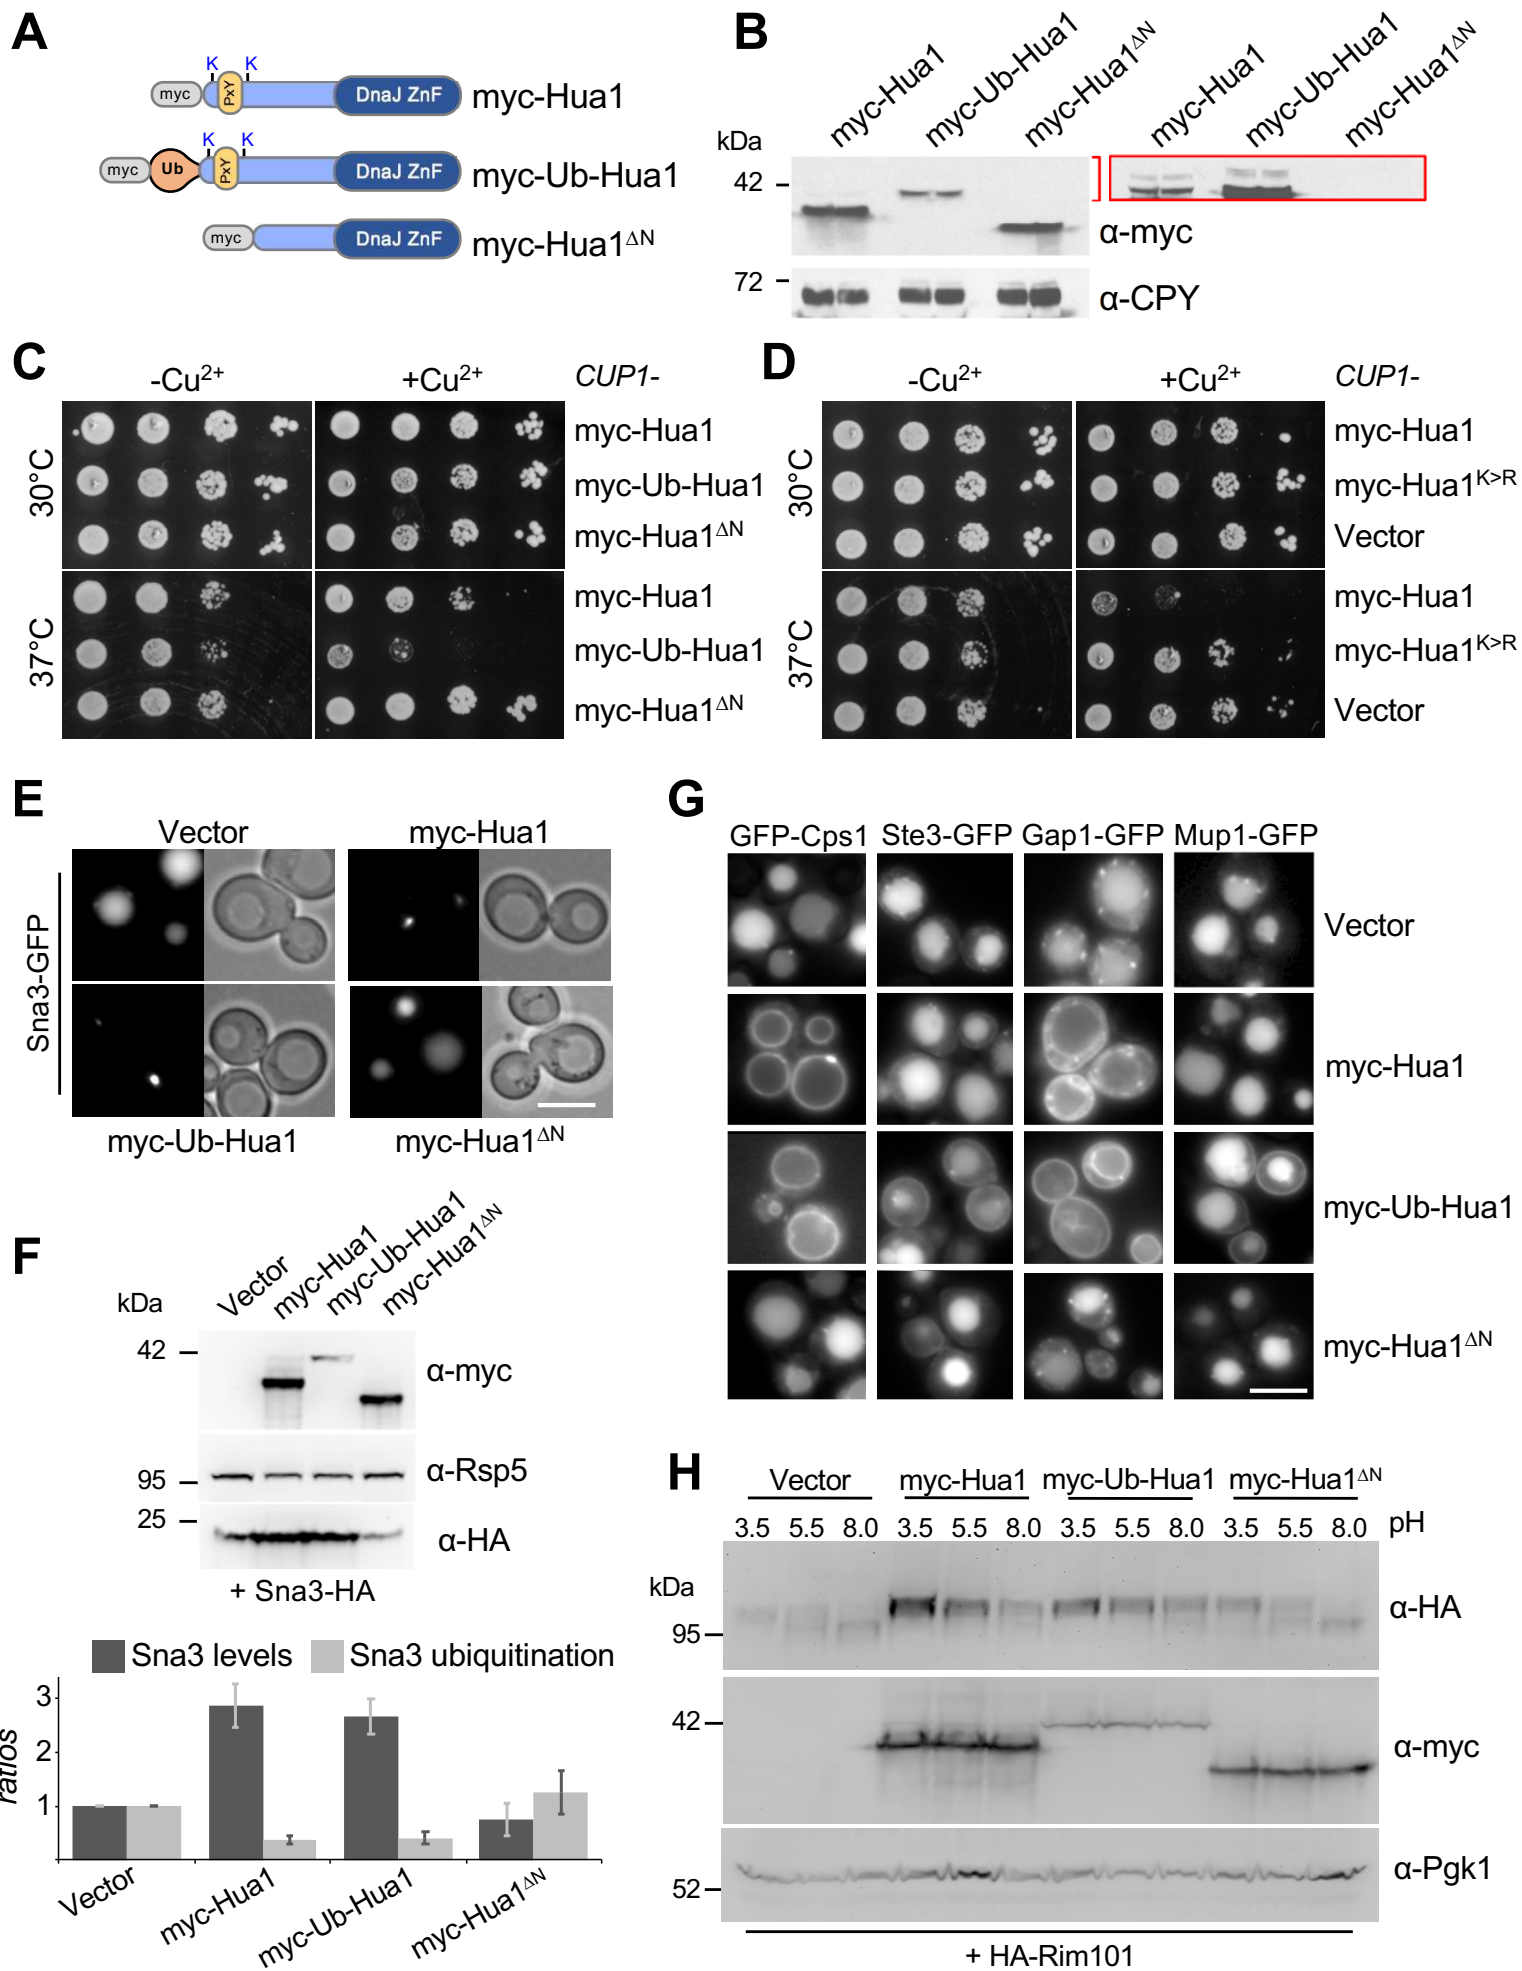 A
K K
myc PxY DnaJ ZnF myc-Hua1
K K
myc Ub PxY DnaJ ZnF myc-Ub-Hua1
myc DnaJ ZnF myc-Hua1ΔN
B
myc-Hua1 myc-Ub-Hua1 myc-Hua1ΔN myc-Hua1 myc-Ub-Hua1 myc-Hua1ΔN
kDa
42
α-myc
72
α-CPY
C
-Cu2+ +Cu2+ CUP1-
30°C
myc-Hua1
myc-Ub-Hua1
myc-Hua1ΔN
37°C
myc-Hua1
myc-Ub-Hua1
myc-Hua1ΔN
D
-Cu2+ +Cu2+ CUP1-
30°C
myc-Hua1
myc-Hua1K>R
Vector
37°C
myc-Hua1
myc-Hua1K>R
Vector
E
Vector myc-Hua1
Sna3-GFP
myc-Ub-Hua1 myc-Hua1ΔN
F
Vector myc-Hua1 myc-Ub-Hua1 myc-Hua1ΔN
kDa
42
α-myc
95
α-Rsp5
25
α-HA
+ Sna3-HA
Sna3 levels Sna3 ubiquitination
ratios
3
2
1
Vector myc-Hua1 myc-Ub-Hua1 myc-Hua1ΔN
G
GFP-Cps1 Ste3-GFP Gap1-GFP Mup1-GFP
Vector
myc-Hua1
myc-Ub-Hua1
myc-Hua1ΔN
H
Vector myc-Hua1 myc-Ub-Hua1 myc-Hua1ΔN
3.5 5.5 8.0 3.5 5.5 8.0 3.5 5.5 8.0 3.5 5.5 8.0 pH
kDa
95
α-HA
42
α-myc
52
α-Pgk1
+ HA-Rim101